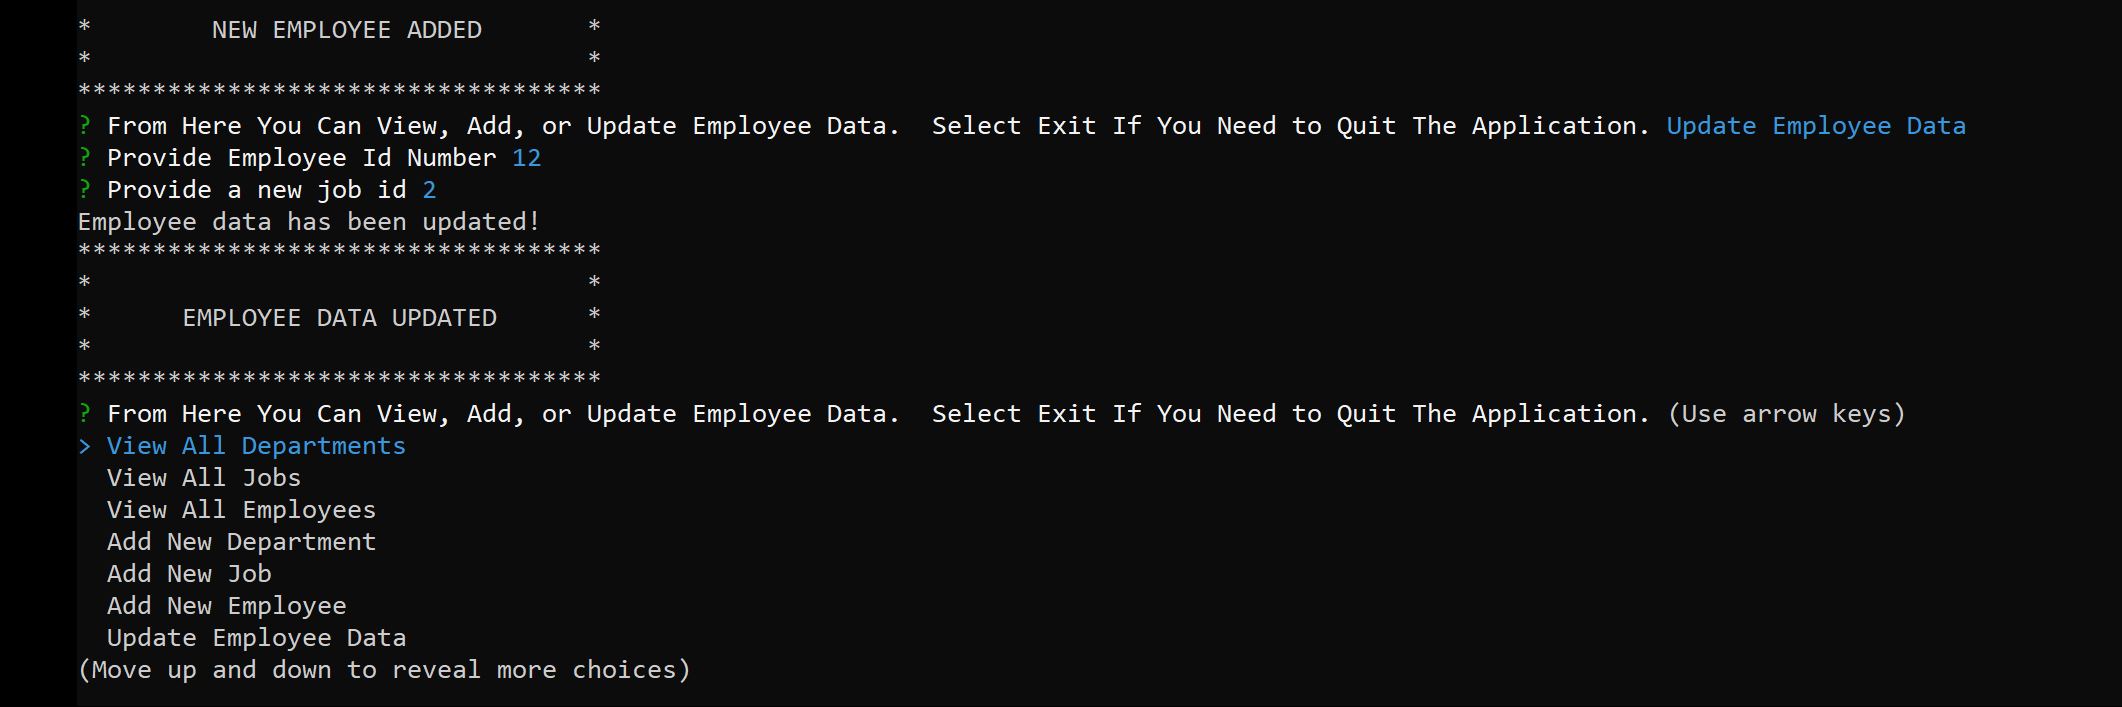 *        NEW EMPLOYEE ADDED       *
*                                 *
***********************************
? From Here You Can View, Add, or Update Employee Data.  Select Exit If You Need to Quit The Application. Update Employee Data
? Provide Employee Id Number 12
? Provide a new job id 2
Employee data has been updated!
***********************************
*                                 *
*      EMPLOYEE DATA UPDATED      *
*                                 *
***********************************
? From Here You Can View, Add, or Update Employee Data.  Select Exit If You Need to Quit The Application. (Use arrow keys)
> View All Departments
  View All Jobs
  View All Employees
  Add New Department
  Add New Job
  Add New Employee
  Update Employee Data
(Move up and down to reveal more choices)